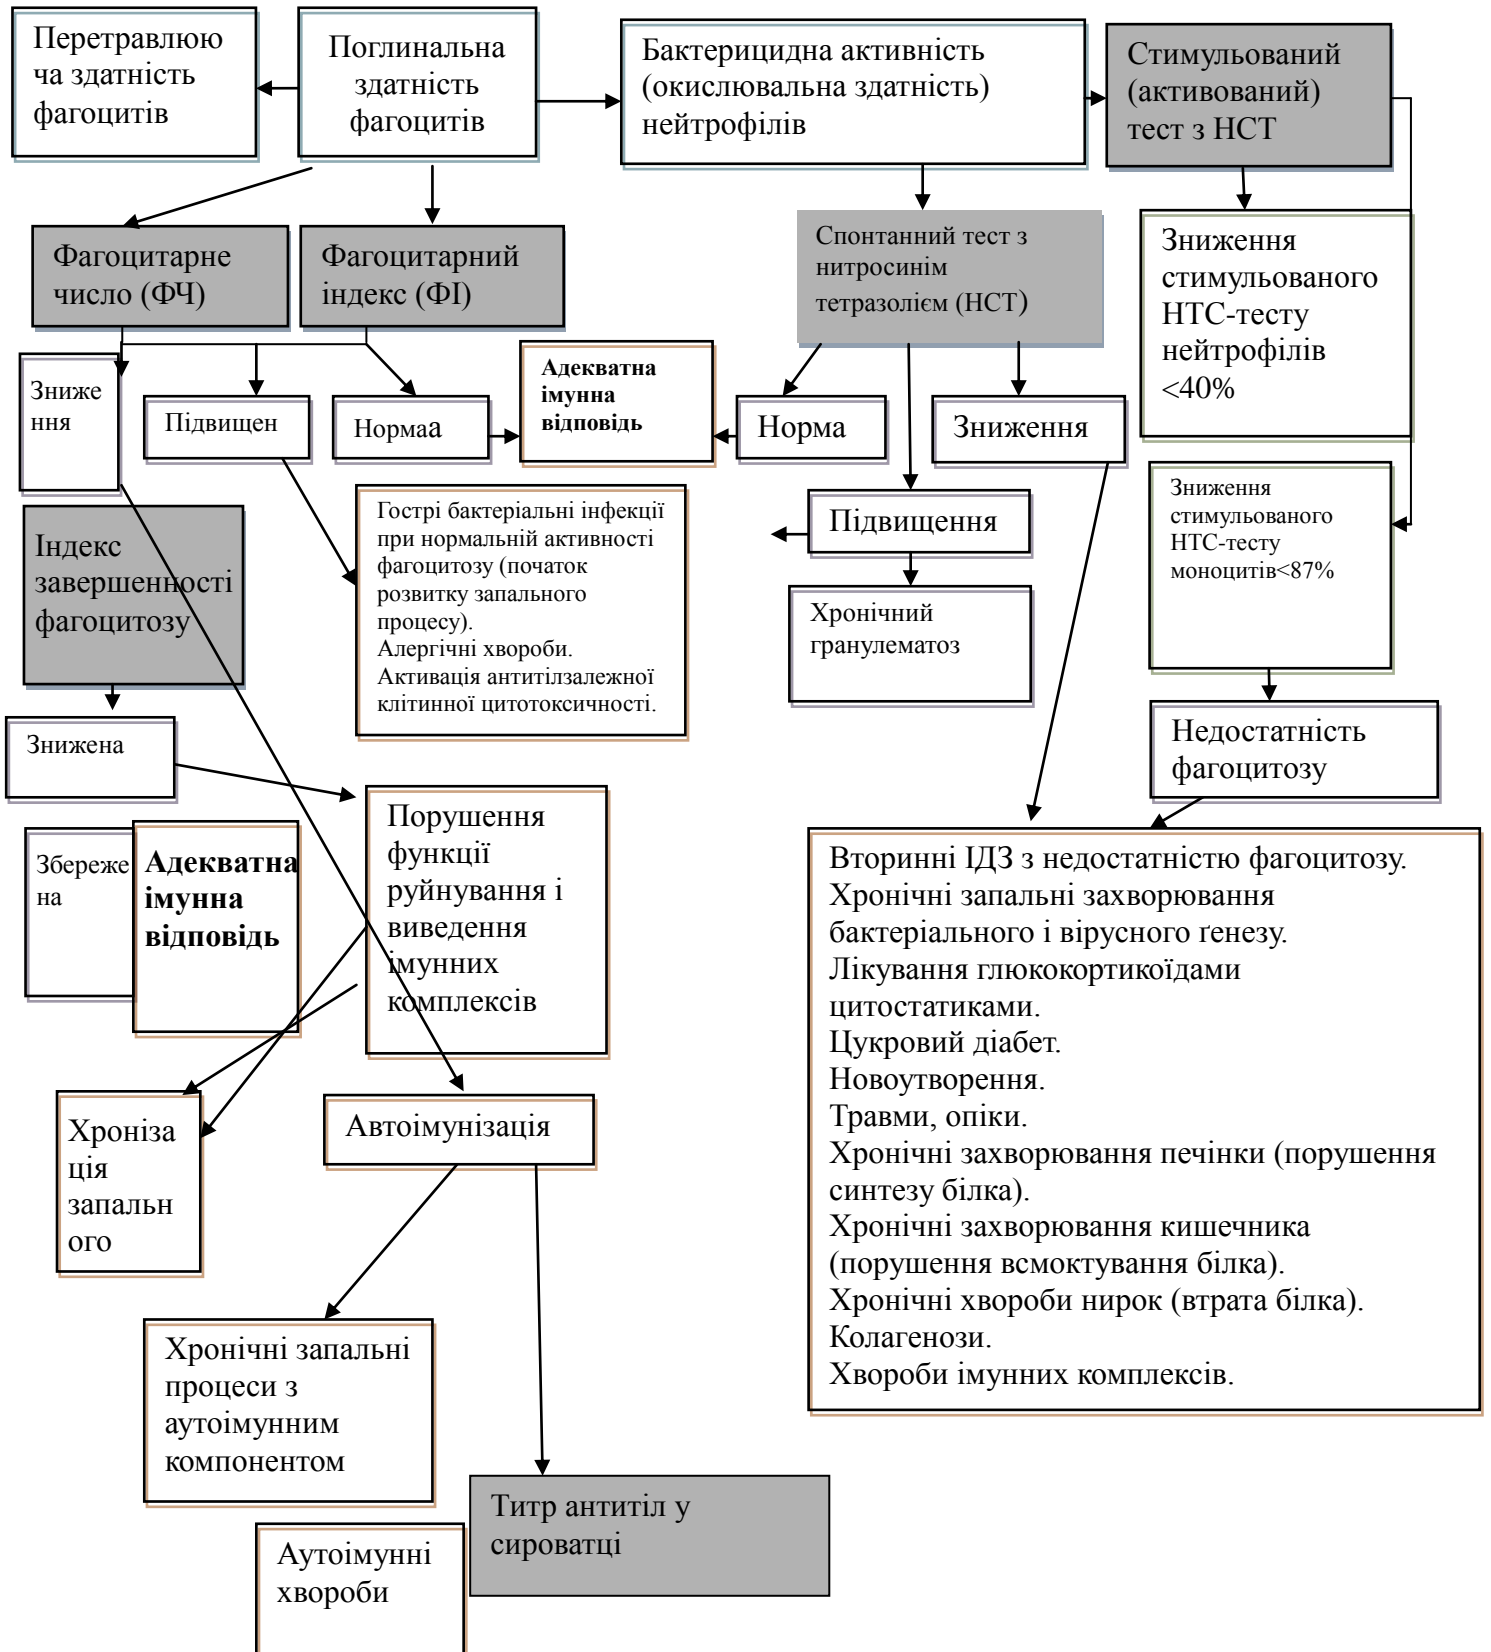 Перетравлюю
ча здатність
фагоцитів
Поглинальна
здатність
фагоцитів
Бактерицидна активність
(окислювальна здатність)
нейтрофілів
Стимульований
(активований)
тест з НСТ
Фагоцитарне
число (ФЧ)
Фагоцитарний
індекс (ФІ)
Спонтанний тест з
нитросинім
тетразолієм (НСТ)
Зниження
стимульованого
НТС-тесту
нейтрофілів
<40%
Зниже
ння
Підвищен
Нормаа
Адекватна
імунна
відповідь
Норма
Зниження
Зниження
стимульованого
НТС-тесту
моноцитів<87%
Індекс
завершенності
фагоцитозу
Гострі бактеріальні інфекції
при нормальній активності
фагоцитозу (початок
розвитку запального
процесу).
Алергічні хвороби.
Активація антитілзалежної
клітинної цитотоксичності.
Підвищення
Хронічний
гранулематоз
Знижена
Недостатність
фагоцитозу
Збереже
на
Адекватна
імунна
відповідь
Порушення
функції
руйнування і
виведення
імунних
комплексів
Вторинні ІДЗ з недостатністю фагоцитозу.
Хронічні запальні захворювання
бактеріального і вірусного ґенезу.
Лікування глюкокортикоїдами
цитостатиками.
Цукровий діабет.
Новоутворення.
Травми, опіки.
Хронічні захворювання печінки (порушення
синтезу білка).
Хронічні захворювання кишечника
(порушення всмоктування білка).
Хронічні хвороби нирок (втрата білка).
Колагенози.
Хвороби імунних комплексів.
Хроніза
ція
запальн
ого
Автоімунізація
Хронічні запальні
процеси з
аутоімунним
компонентом
Титр антитіл у
сироватці
Аутоімунні
хвороби